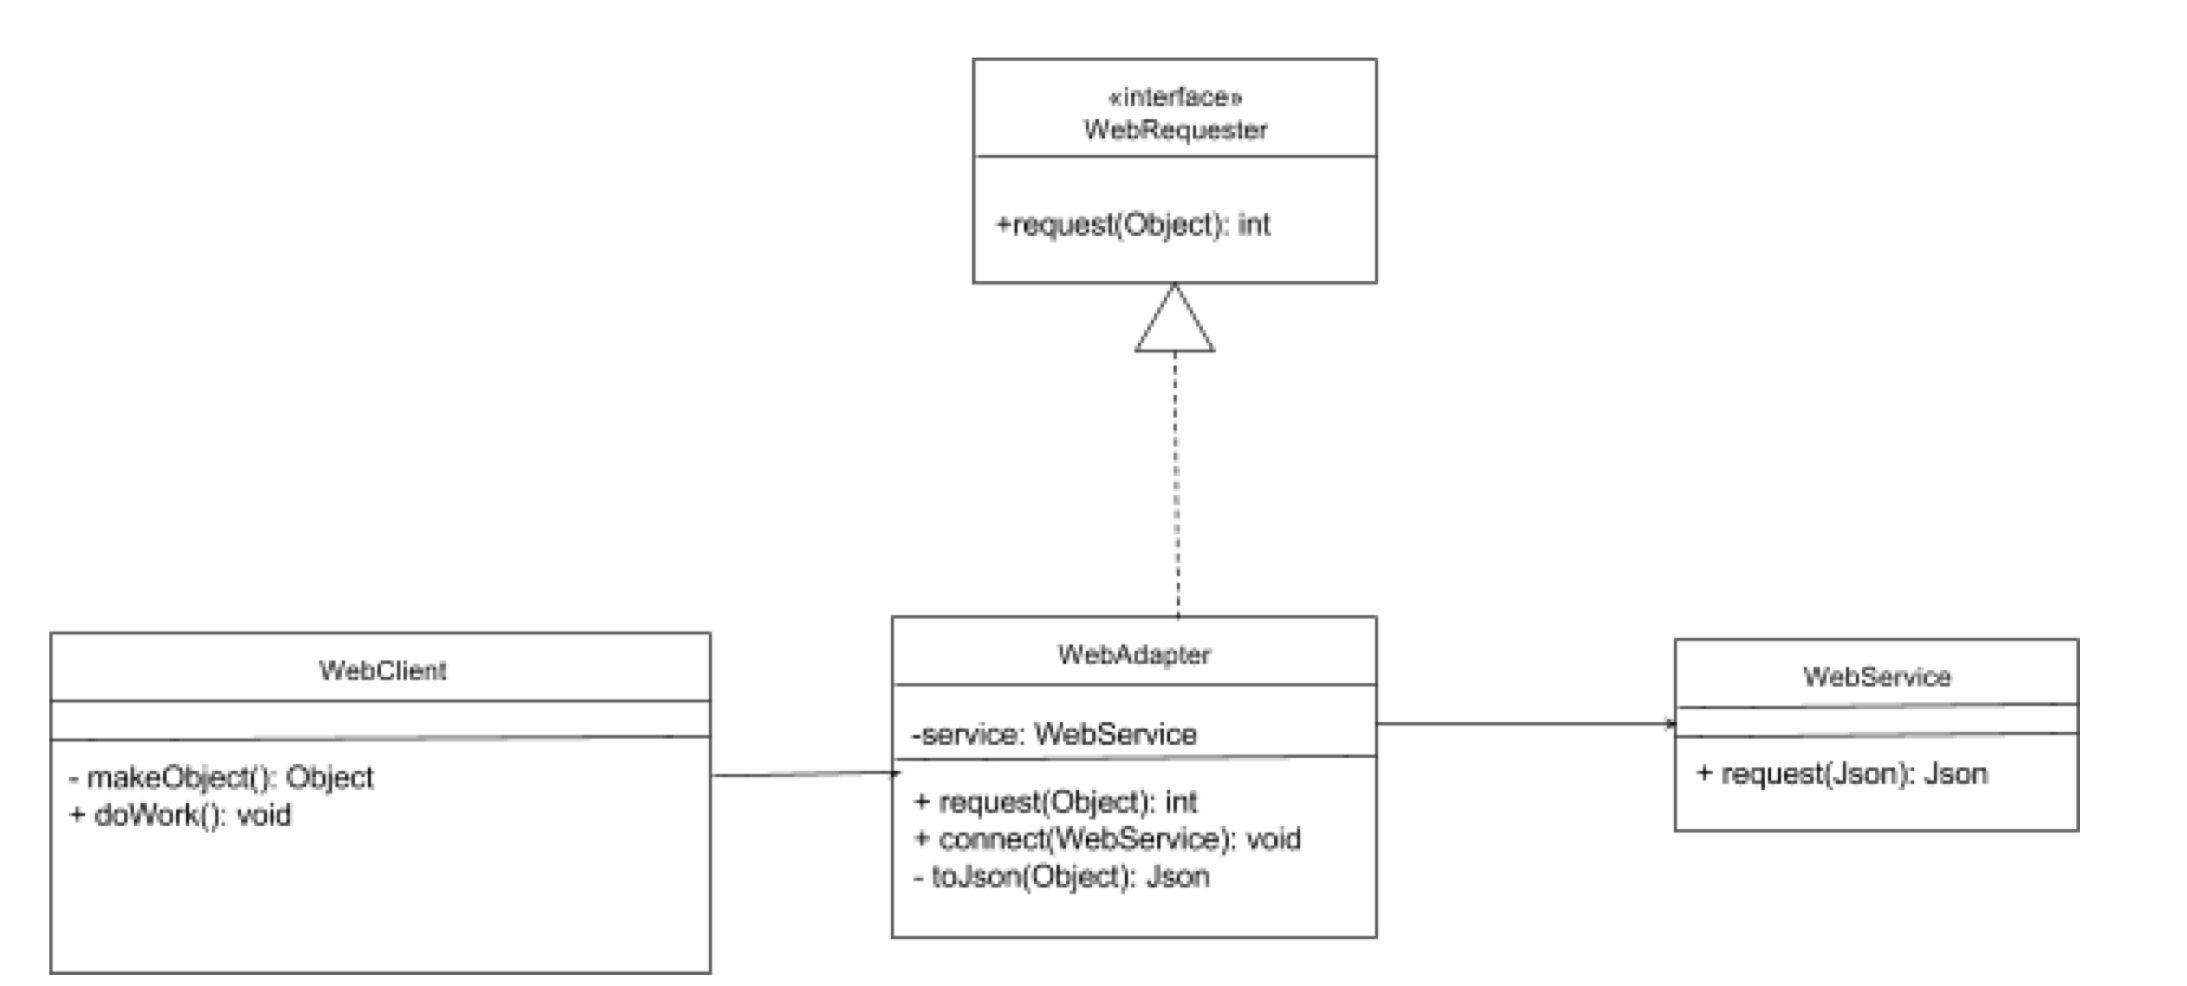 «interface»
WebRequester
+request(Object): int
WebClient
- makeObject(): Object
+ doWork(): void
WebAdapter
-service: WebService
+ request(Object): int
+ connect(WebService): void
- toJson(Object): Json
WebService
+ request(Json): Json